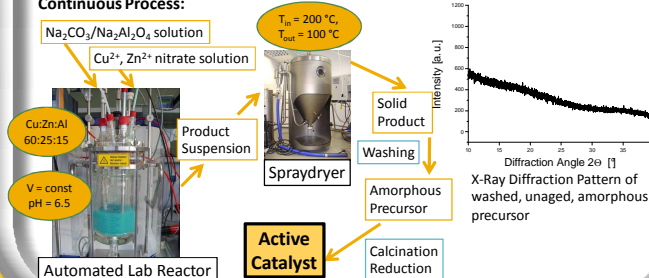 Continuous Process:
Na₂CO₃/Na₂Al₂O₄ solution
Cu²⁺, Zn²⁺ nitrate solution
Cu:Zn:Al
60:25:15
V = const
pH = 6.5
Automated Lab Reactor
Product
Suspension
T_in = 200 °C,
T_out = 100 °C
Spraydryer
Solid
Product
Washing
Amorphous
Precursor
Calcination
Reduction
Active
Catalyst
Intensity [a.u.]
1200
1000
800
600
400
200
0
10 15 20 25 30 35
Diffraction Angle 2Θ [°]
X-Ray Diffraction Pattern of
washed, unaged, amorphous
precursor